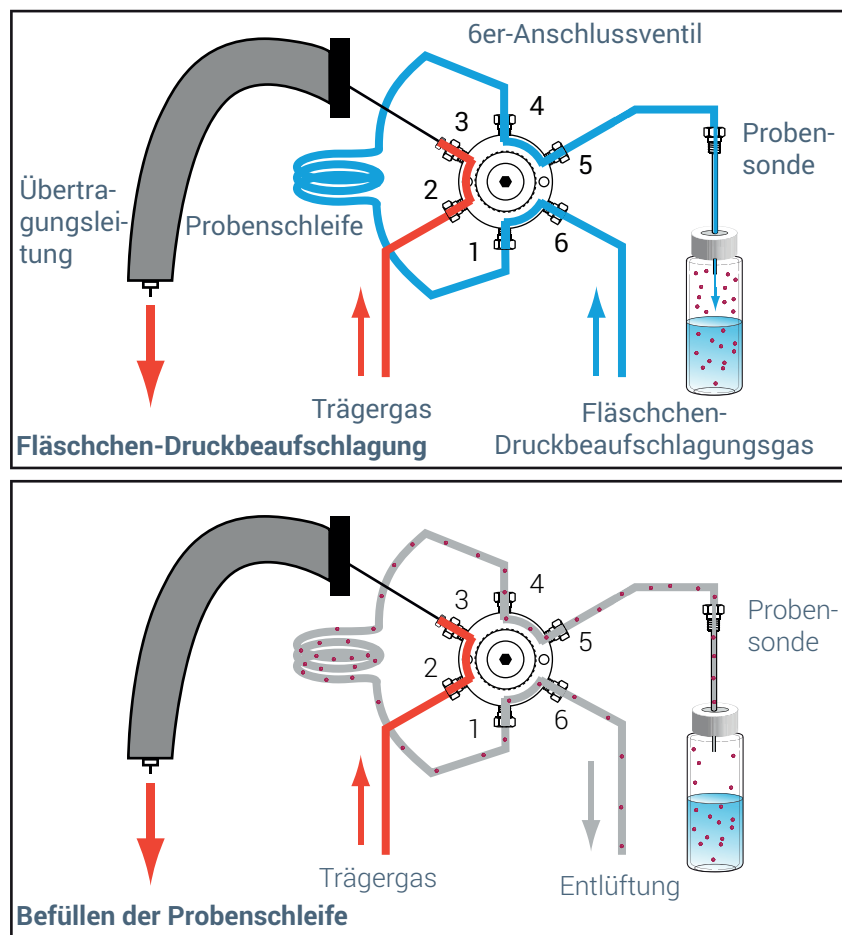 6er-Anschlussventil
3
4
5
2
1
6
Proben-
sonde
Übertra-
gungslei-
tung
Probenschleife
Trägergas
Fläschchen-
Druckbeaufschlagungsgas
Fläschchen-Druckbeaufschlagung
3
4
5
2
1
6
Proben-
sonde
Trägergas
Entlüftung
Befüllen der Probenschleife